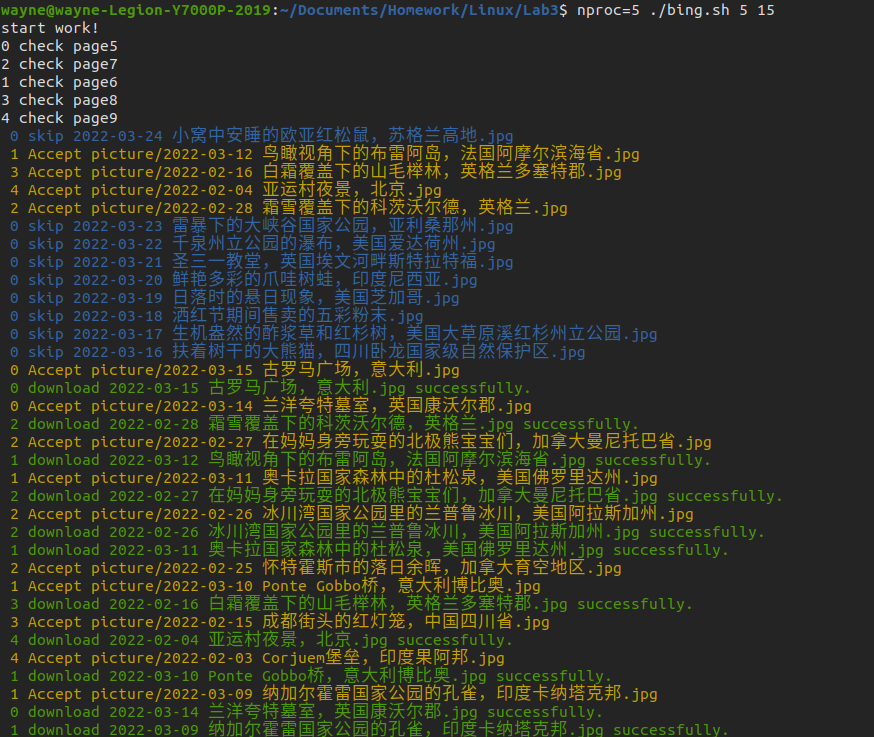 wayne@wayne-Legion-Y7000P-2019:~/Documents/Homework/Linux/Lab3$ nproc=5 ./bing.sh 5 15
start work!
0 check page5
2 check page7
1 check page6
3 check page8
4 check page9
0 skip 2022-03-24 小窝中安睡的欧亚红松鼠，苏格兰高地.jpg
1 Accept picture/2022-03-12 鸟瞰视角下的布雷阿岛，法国阿摩尔滨海省.jpg
3 Accept picture/2022-02-16 白霜覆盖下的山毛榉林，英格兰多塞特郡.jpg
4 Accept picture/2022-02-04 亚运村夜景，北京.jpg
2 Accept picture/2022-02-28 霜雪覆盖下的科茨沃尔德，英格兰.jpg
0 skip 2022-03-23 雷暴下的大峡谷国家公园，亚利桑那州.jpg
0 skip 2022-03-22 千泉州立公园的瀑布，美国爱达荷州.jpg
0 skip 2022-03-21 圣三一教堂，英国埃文河畔斯特拉特福.jpg
0 skip 2022-03-20 鲜艳多彩的爪哇树蛙，印度尼西亚.jpg
0 skip 2022-03-19 日落时的悬日现象，美国芝加哥.jpg
0 skip 2022-03-18 洒红节期间售卖的五彩粉末.jpg
0 skip 2022-03-17 生机盎然的酢浆草和红杉树，美国大草原溪红杉州立公园.jpg
0 skip 2022-03-16 扶着树干的大熊猫，四川卧龙国家级自然保护区.jpg
0 Accept picture/2022-03-15 古罗马广场，意大利.jpg
0 download 2022-03-15 古罗马广场，意大利.jpg successfully.
0 Accept picture/2022-03-14 兰洋夸特墓室，英国康沃尔郡.jpg
2 download 2022-02-28 霜雪覆盖下的科茨沃尔德，英格兰.jpg successfully.
2 Accept picture/2022-02-27 在妈妈身旁玩耍的北极熊宝宝们，加拿大曼尼托巴省.jpg
1 download 2022-03-12 鸟瞰视角下的布雷阿岛，法国阿摩尔滨海省.jpg successfully.
1 Accept picture/2022-03-11 奥卡拉国家森林中的杜松泉，美国佛罗里达州.jpg
2 download 2022-02-27 在妈妈身旁玩耍的北极熊宝宝们，加拿大曼尼托巴省.jpg successfully.
2 Accept picture/2022-02-26 冰川湾国家公园里的兰普鲁冰川，美国阿拉斯加州.jpg
2 download 2022-02-26 冰川湾国家公园里的兰普鲁冰川，美国阿拉斯加州.jpg successfully.
1 download 2022-03-11 奥卡拉国家森林中的杜松泉，美国佛罗里达州.jpg successfully.
2 Accept picture/2022-02-25 怀特霍斯市的落日余晖，加拿大育空地区.jpg
1 Accept picture/2022-03-10 Ponte Gobbo桥，意大利博比奥.jpg
3 download 2022-02-16 白霜覆盖下的山毛榉林，英格兰多塞特郡.jpg successfully.
3 Accept picture/2022-02-15 成都街头的红灯笼，中国四川省.jpg
4 download 2022-02-04 亚运村夜景，北京.jpg successfully.
4 Accept picture/2022-02-03 Corjuem堡垒，印度果阿邦.jpg
1 download 2022-03-10 Ponte Gobbo桥，意大利博比奥.jpg successfully.
1 Accept picture/2022-03-09 纳加尔霍雷国家公园的孔雀，印度卡纳塔克邦.jpg
0 download 2022-03-14 兰洋夸特墓室，英国康沃尔郡.jpg successfully.
1 download 2022-03-09 纳加尔霍雷国家公园的孔雀，印度卡纳塔克邦.jpg successfully.